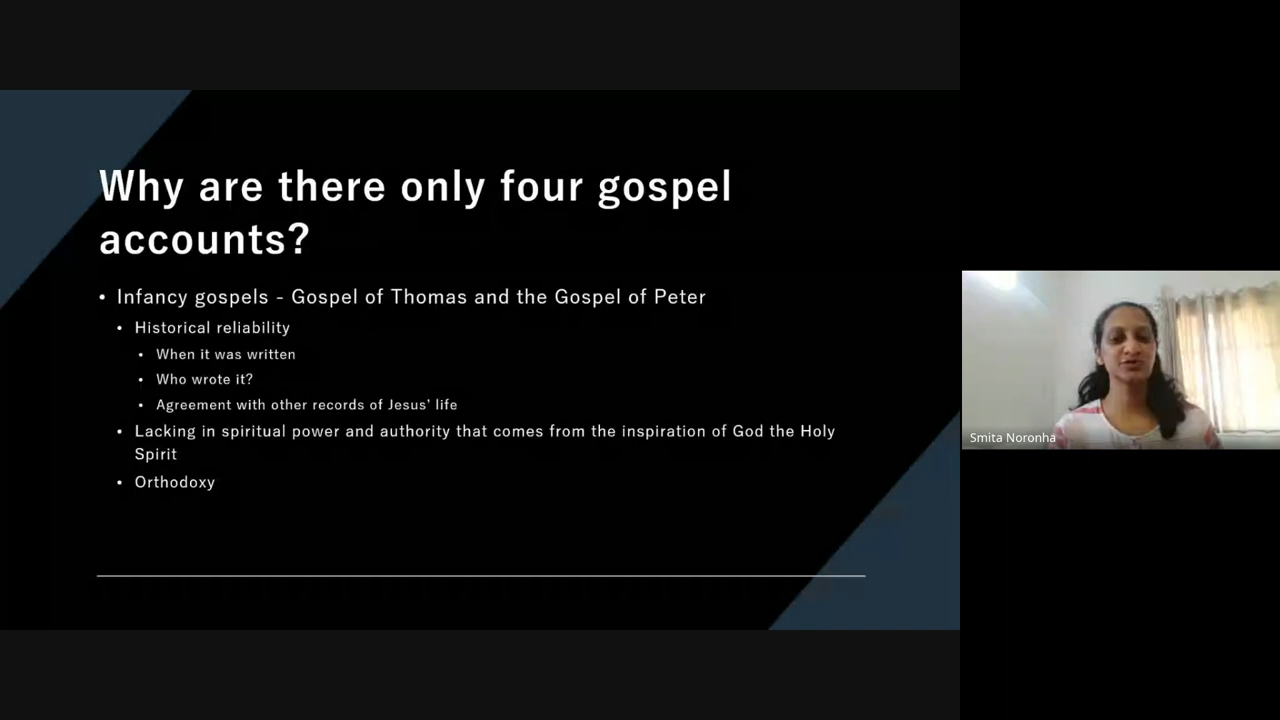 Why are there only four gospel
accounts?
• Infancy gospels - Gospel of Thomas and the Gospel of Peter
• Historical reliability
• When it was written
• Who wrote it?
• Agreement with other records of Jesus' life
• Lacking in spiritual power and authority that comes from the inspiration of God the Holy
Spirit
• Orthodoxy
Smita Noronha